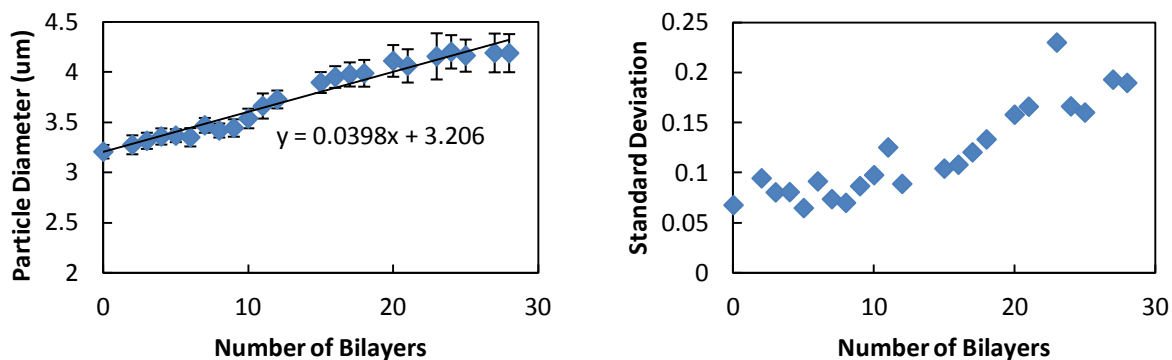 Particle Diameter (um)
4.5
4
3.5
3
2.5
2
y = 0.0398x + 3.206
0 10 20 30
Number of Bilayers
Standard Deviation
0.25
0.2
0.15
0.1
0.05
0
0 10 20 30
Number of Bilayers